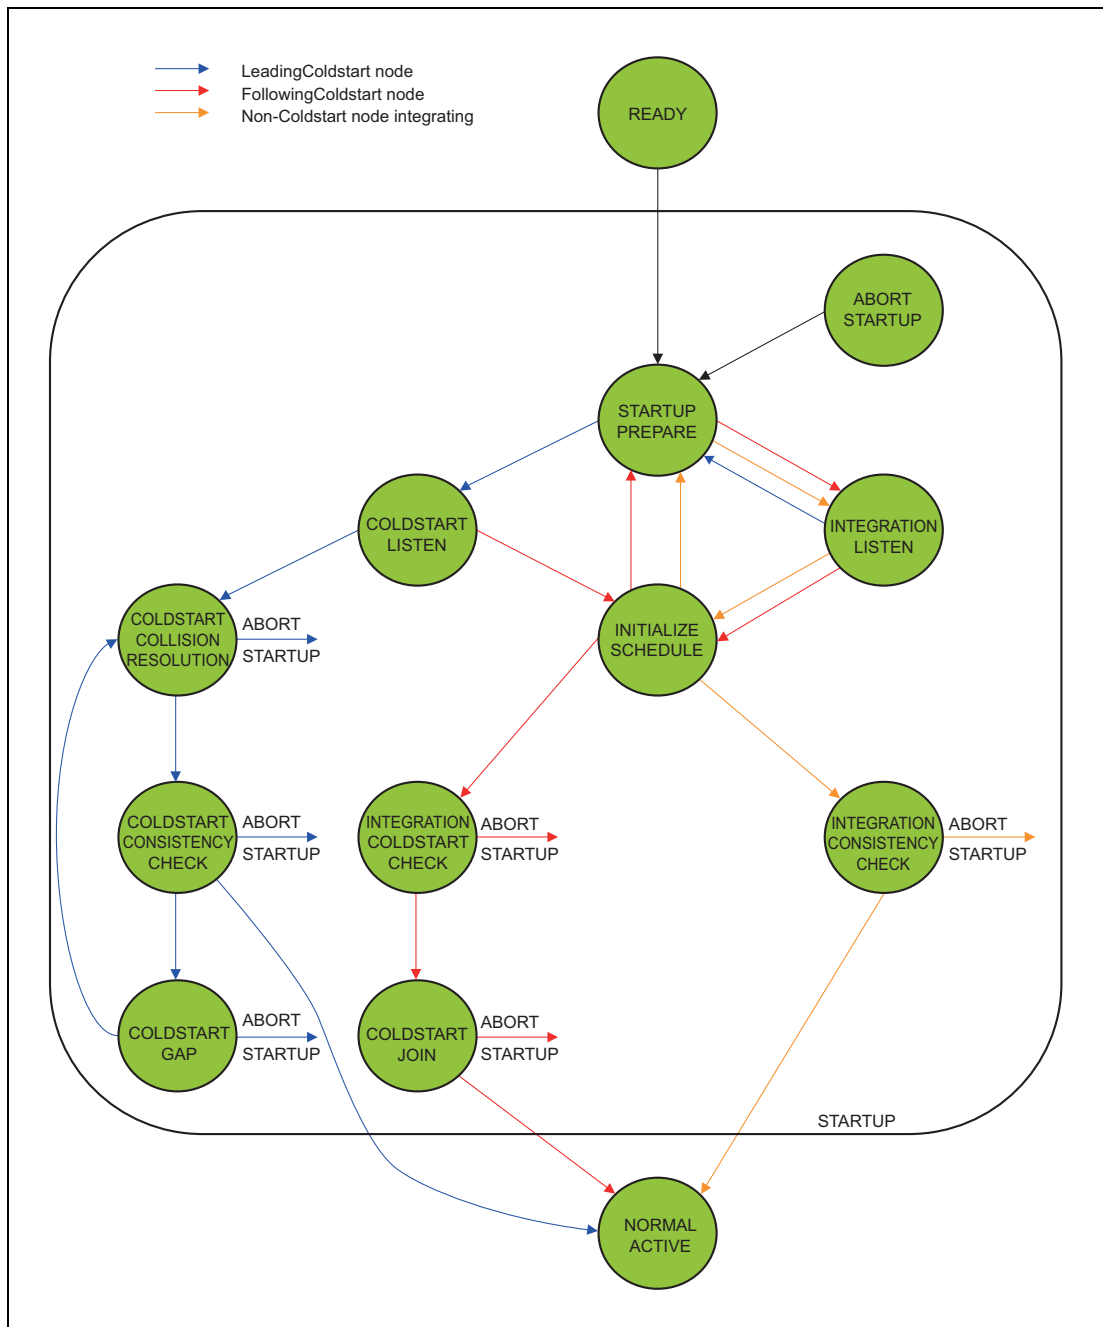 LeadingColdstart node
FollowingColdstart node
Non-Coldstart node integrating
READY
ABORT
STARTUP
STARTUP
PREPARE
COLDSTART
LISTEN
INTEGRATION
LISTEN
COLDSTART
COLLISION
RESOLUTION
ABORT
STARTUP
INITIALIZE
SCHEDULE
COLDSTART
CONSISTENCY
CHECK
ABORT
STARTUP
INTEGRATION
COLDSTART
CHECK
ABORT
STARTUP
INTEGRATION
CONSISTENCY
CHECK
ABORT
STARTUP
COLDSTART
GAP
ABORT
STARTUP
COLDSTART
JOIN
ABORT
STARTUP
STARTUP
NORMAL
ACTIVE